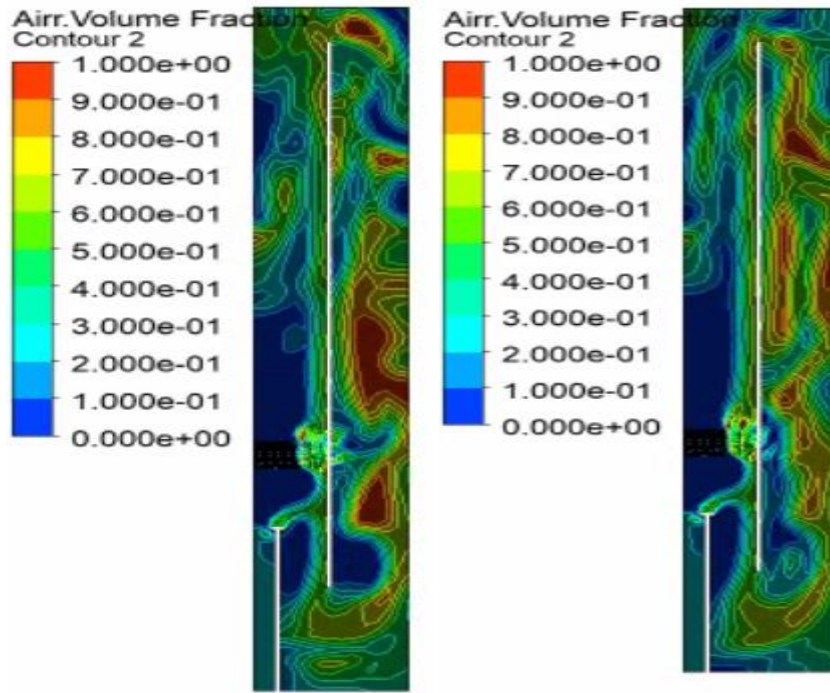 Airr.Volume Fraction
Contour 2
1.000e+00
9.000e-01
8.000e-01
7.000e-01
6.000e-01
5.000e-01
4.000e-01
3.000e-01
2.000e-01
1.000e-01
0.000e+00
Airr.Volume Fraction
Contour 2
1.000e+00
9.000e-01
8.000e-01
7.000e-01
6.000e-01
5.000e-01
4.000e-01
3.000e-01
2.000e-01
1.000e-01
0.000e+00